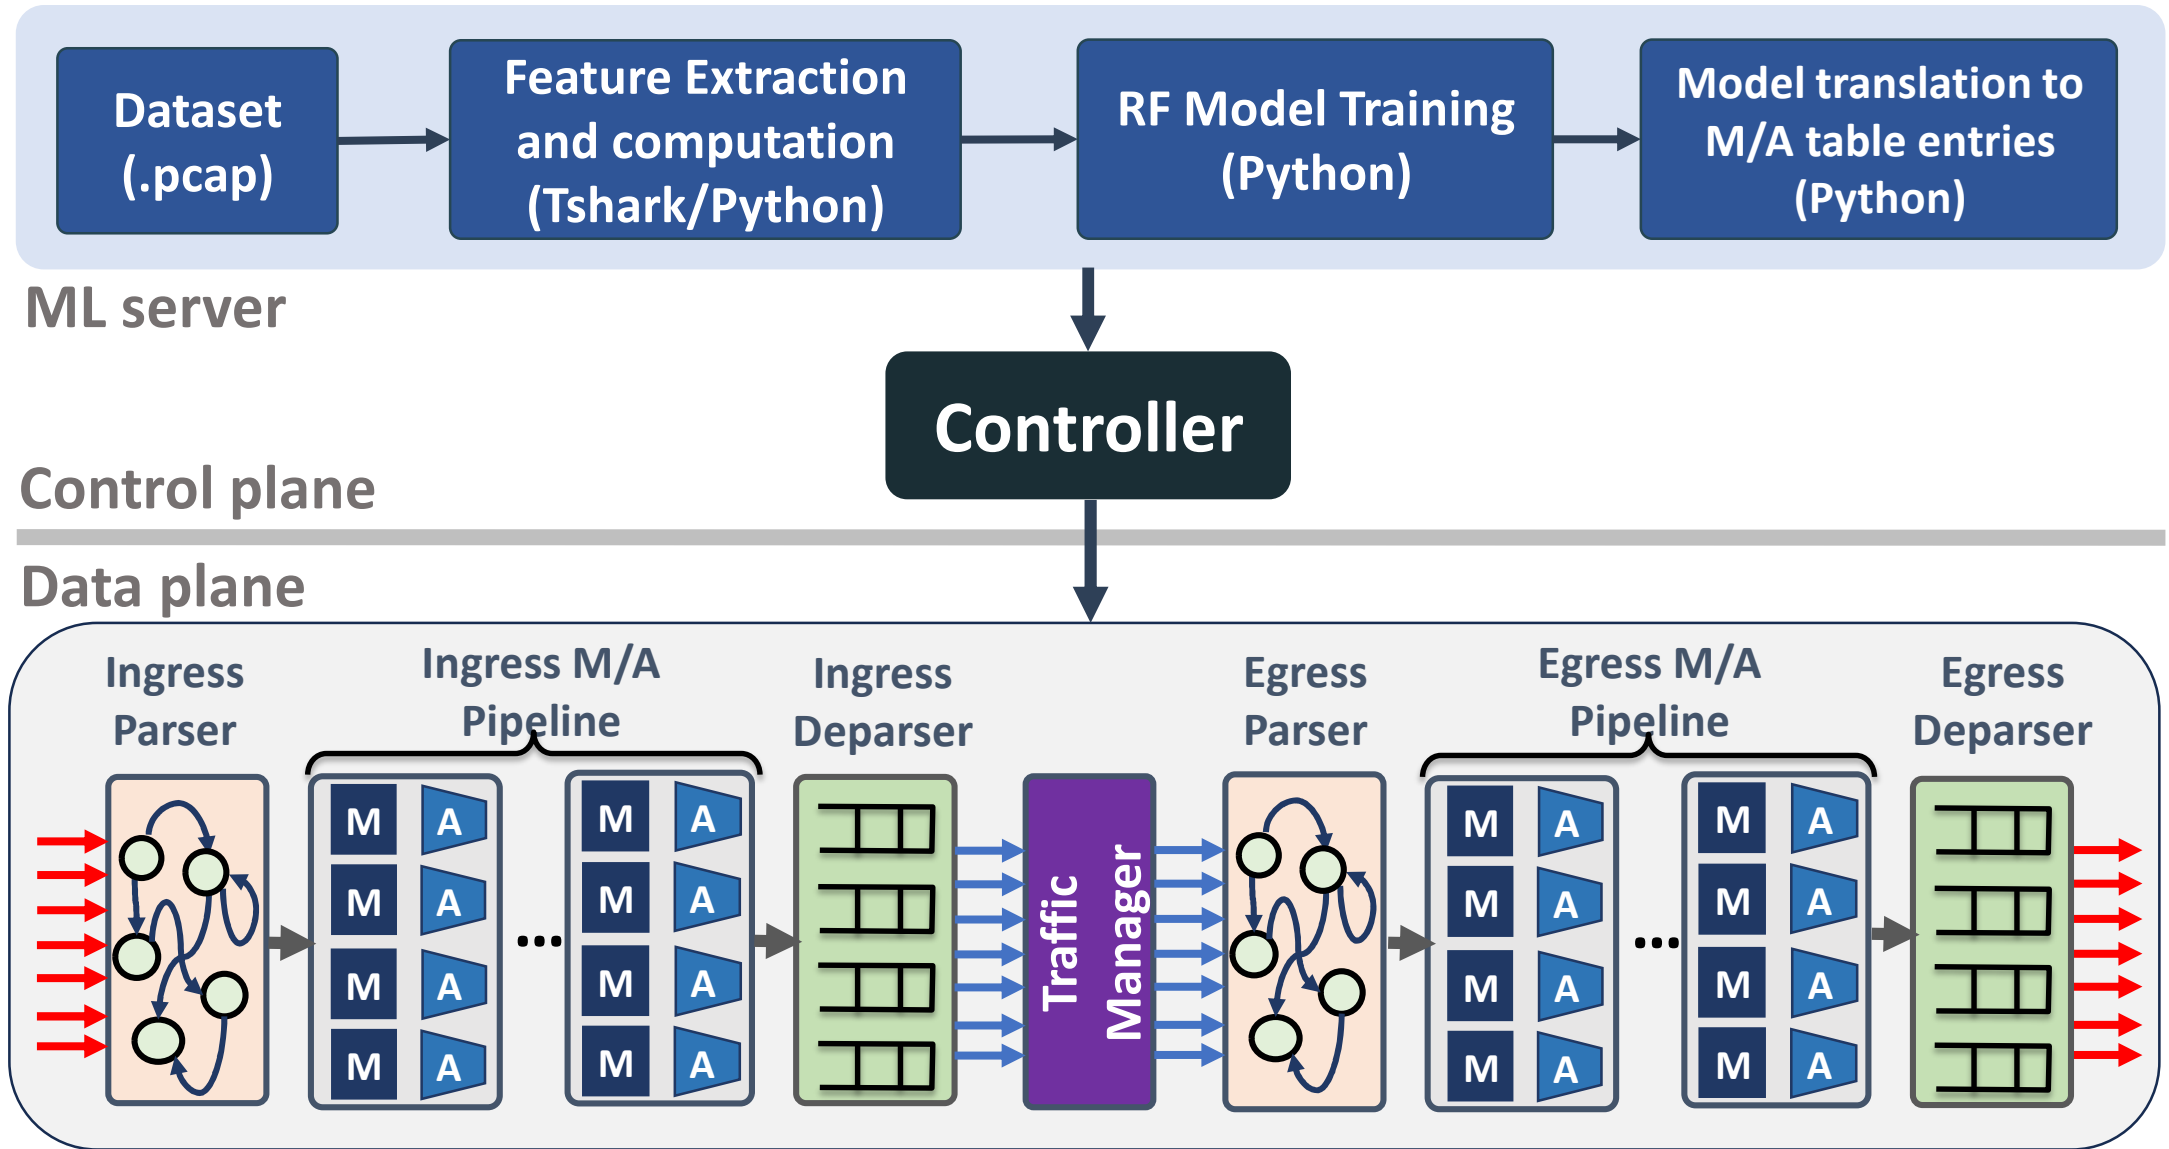 Dataset
(.pcap)
Feature Extraction
and computation
(Tshark/Python)
RF Model Training
(Python)
Model translation to
M/A table entries
(Python)
ML server
Controller
Control plane
Data plane
Ingress
Parser
Ingress M/A
Pipeline
Ingress
Deparser
Egress
Parser
Egress M/A
Pipeline
Egress
Deparser
M A
M A
M A
M A
...
M A
M A
M A
M A
Traffic
Manager
M A
M A
M A
M A
...
M A
M A
M A
M A